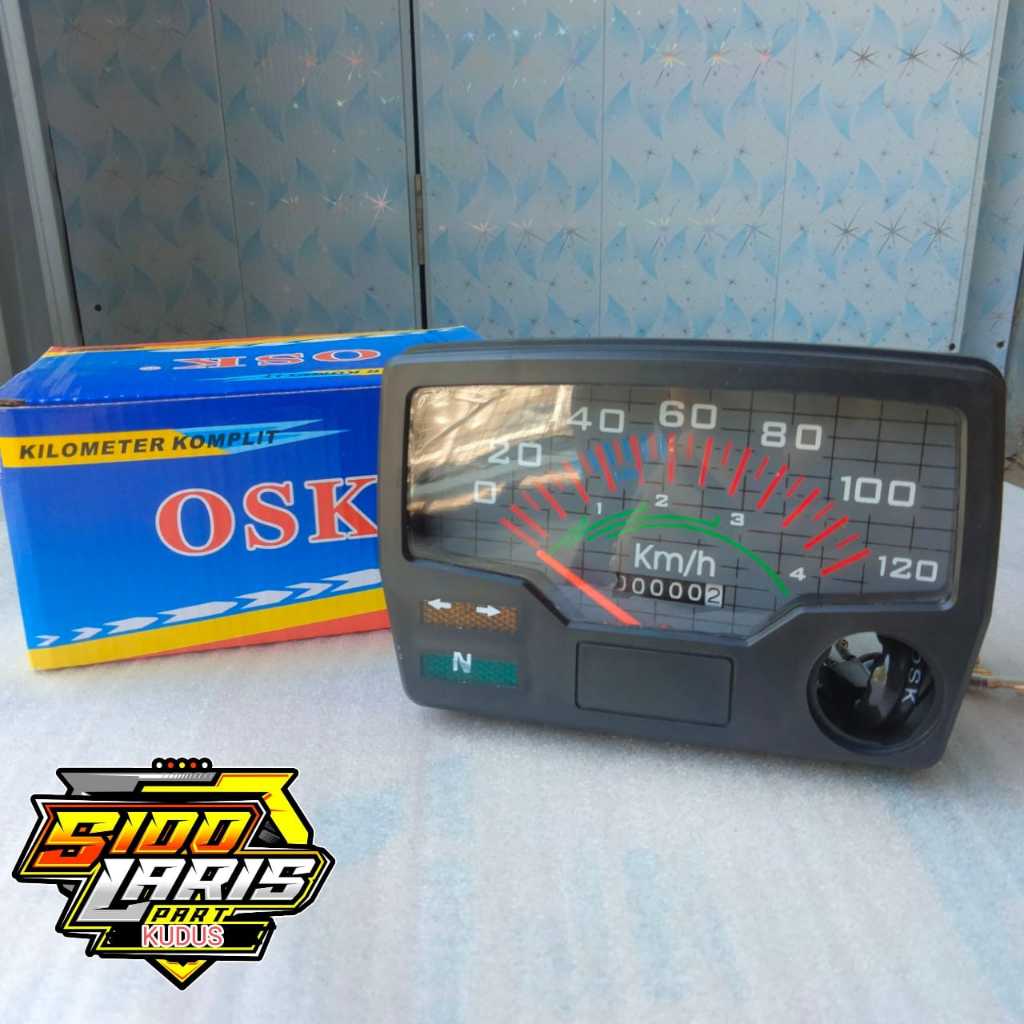 OSK®
KILOMETER KOMPLIT
OSK
0 20 40 60 80 100 120
1 2 3 4
Km/h
000002
N
OSK
SIDO
LARIS
PART
KUDUS